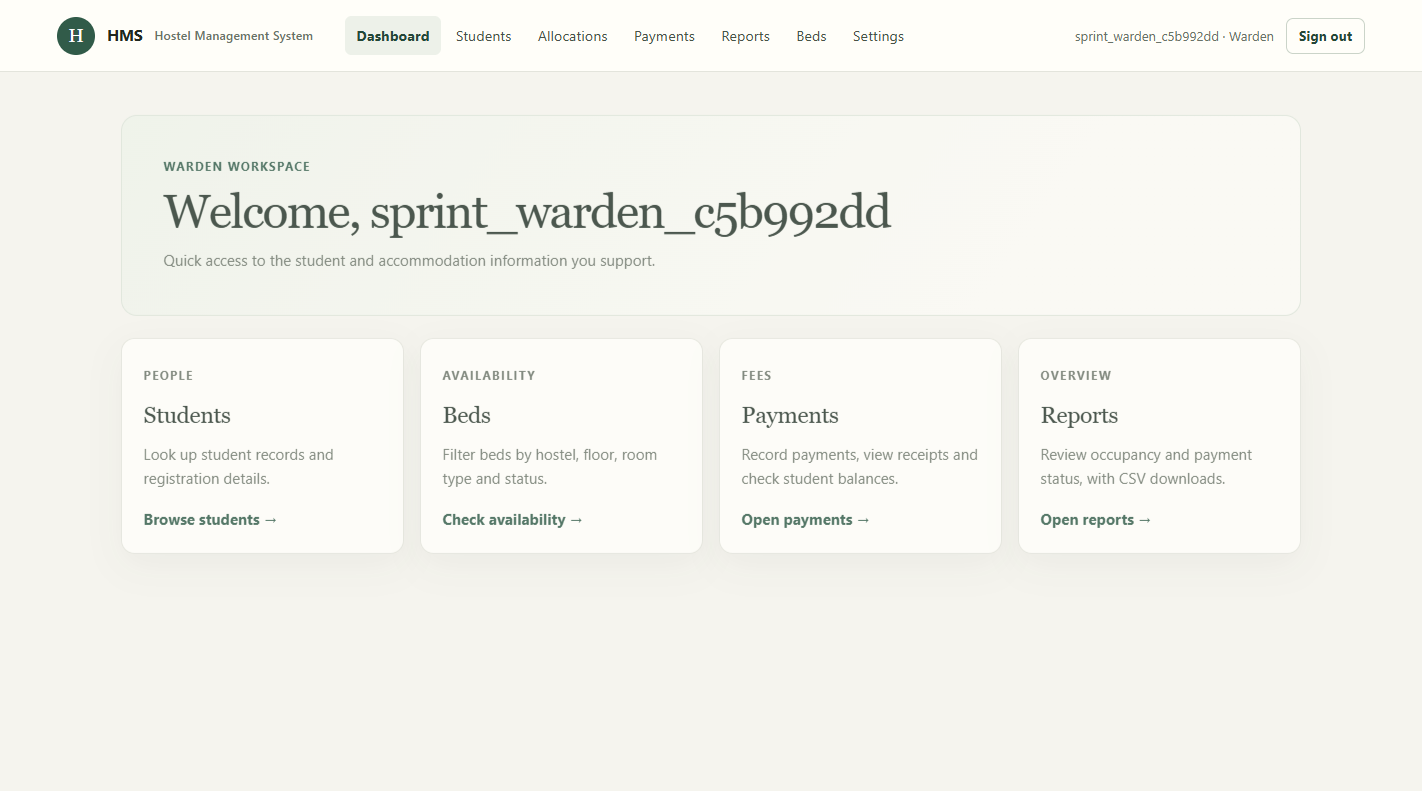 H HMS Hostel Management System Dashboard Students Allocations Payments Reports Beds Settings sprint_warden_c5b992dd · Warden Sign out
WARDEN WORKSPACE
Welcome, sprint_warden_c5b992dd
Quick access to the student and accommodation information you support.
PEOPLE
Students
Look up student records and
registration details.
Browse students →
AVAILABILITY
Beds
Filter beds by hostel, floor, room
type and status.
Check availability →
FEES
Payments
Record payments, view receipts and
check student balances.
Open payments →
OVERVIEW
Reports
Review occupancy and payment
status, with CSV downloads.
Open reports →